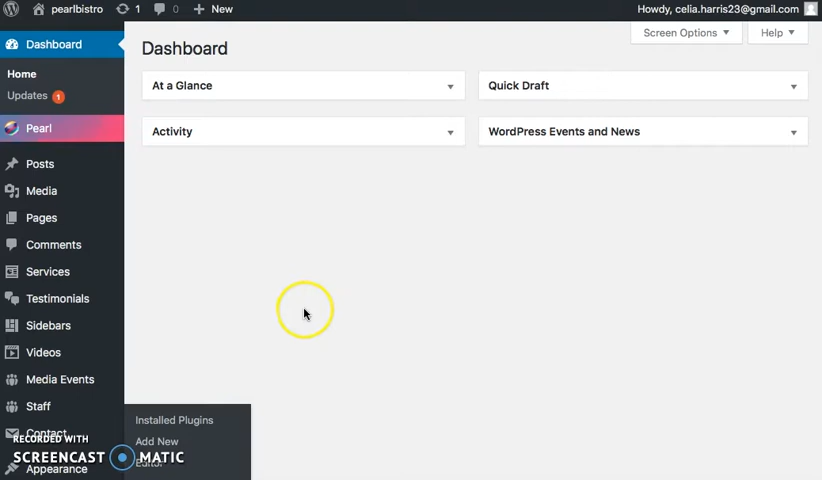 pearlbistro 1 0 New Howdy, celia.harris23@gmail.com
Screen Options Help
Dashboard
Dashboard
Home
Updates 1
At a Glance
Quick Draft
Pearl
Activity
WordPress Events and News
Posts
Media
Pages
Comments
Services
Testimonials
Sidebars
Videos
Media Events
Staff
Contact
Appearance
Installed Plugins
Add New
Editor
RECORDED WITH
SCREENCAST MATIC